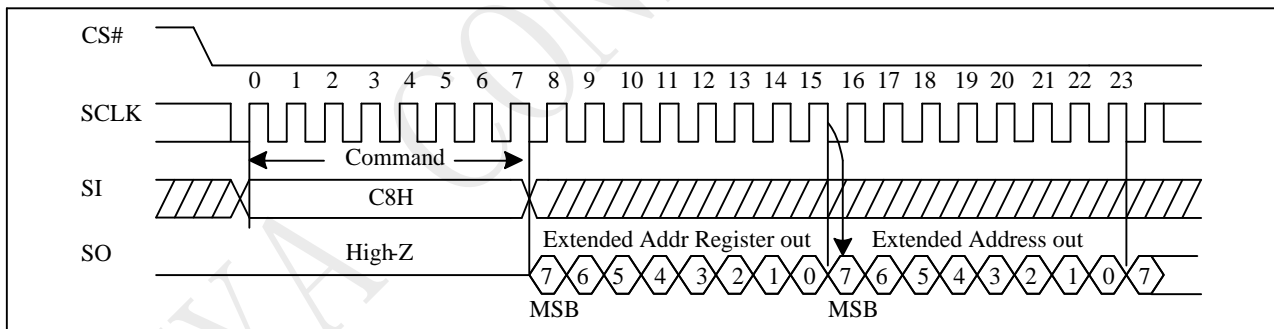 CS#
0 1 2 3 4 5 6 7 8 9 10 11 12 13 14 15 16 17 18 19 20 21 22 23
SCLK
Command
SI
C8H
SO
High-Z
Extended Addr Register out
Extended Address out
7 6 5 4 3 2 1 0 7 6 5 4 3 2 1 0 7
MSB
MSB